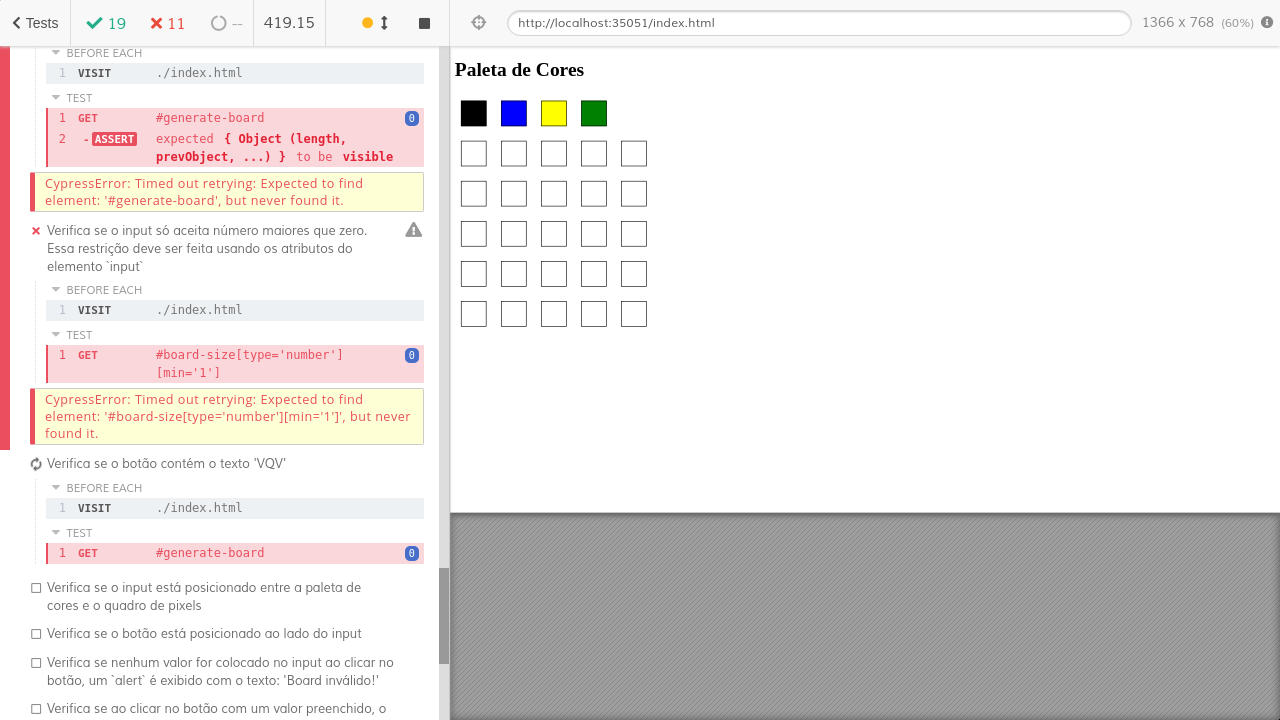 Tests 19 11 -- 419.15 http://localhost:35051/index.html 1366 x 768 (60%)
BEFORE EACH
1 VISIT ./index.html
TEST
1 GET #generate-board 0
2 -ASSERT expected { Object (length,
prevObject, ...) } to be visible
CypressError: Timed out retrying: Expected to find
element: '#generate-board', but never found it.
Verifica se o input só aceita número maiores que zero.
Essa restrição deve ser feita usando os atributos do
elemento `input`
BEFORE EACH
1 VISIT ./index.html
TEST
1 GET #board-size[type='number'] 0
[min='1']
CypressError: Timed out retrying: Expected to find
element: '#board-size[type='number'][min='1']', but never
found it.
Verifica se o botão contém o texto 'VQV'
BEFORE EACH
1 VISIT ./index.html
TEST
1 GET #generate-board 0
Verifica se o input está posicionado entre a paleta de
cores e o quadro de pixels
Verifica se o botão está posicionado ao lado do input
Verifica se nenhum valor for colocado no input ao clicar no
botão, um `alert` é exibido com o texto: 'Board inválido!'
Verifica se ao clicar no botão com um valor preenchido, o
Paleta de Cores